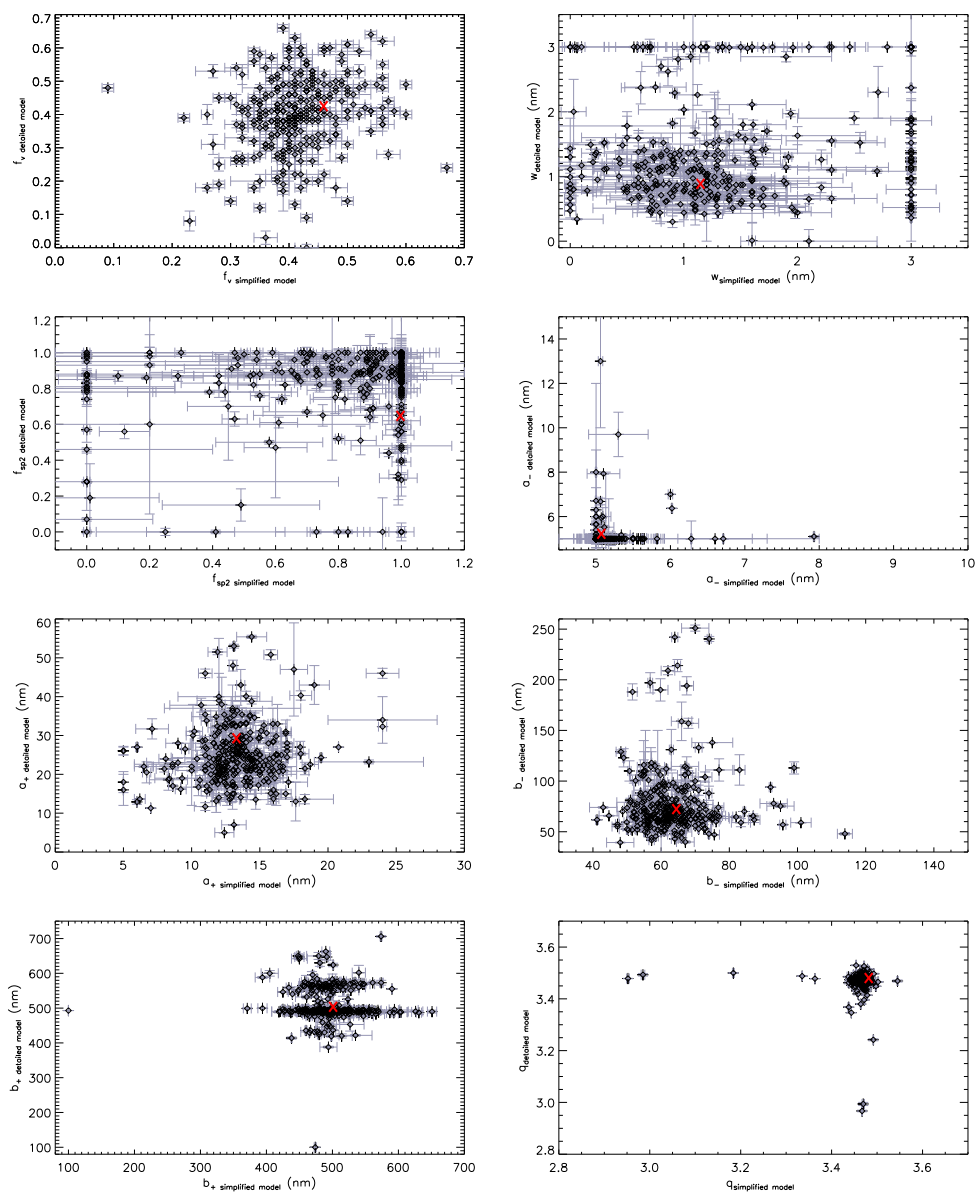 0.7
0.6
0.5
0.4
0.3
0.2
0.1
0.0
f_v detailed model
0.0 0.1 0.2 0.3 0.4 0.5 0.6 0.7
f_v simplified model
3
2
1
0
w_detailed model (nm)
0 1 2 3
w_simplified model (nm)
1.2
1.0
0.8
0.6
0.4
0.2
0.0
f_sp2 detailed model
0.0 0.2 0.4 0.6 0.8 1.0 1.2
f_sp2 simplified model
14
12
10
8
6
a_- detailed model (nm)
5 6 7 8 9 10
a_- simplified model (nm)
60
50
40
30
20
10
0
a_+ detailed model (nm)
0 5 10 15 20 25 30
a_+ simplified model (nm)
250
200
150
100
50
b_- detailed model (nm)
40 60 80 100 120 140
b_- simplified model (nm)
700
600
500
400
300
200
100
b_+ detailed model (nm)
100 200 300 400 500 600 700
b_+ simplified model (nm)
3.6
3.4
3.2
3.0
2.8
q_detailed model
2.8 3.0 3.2 3.4 3.6
q_simplified model